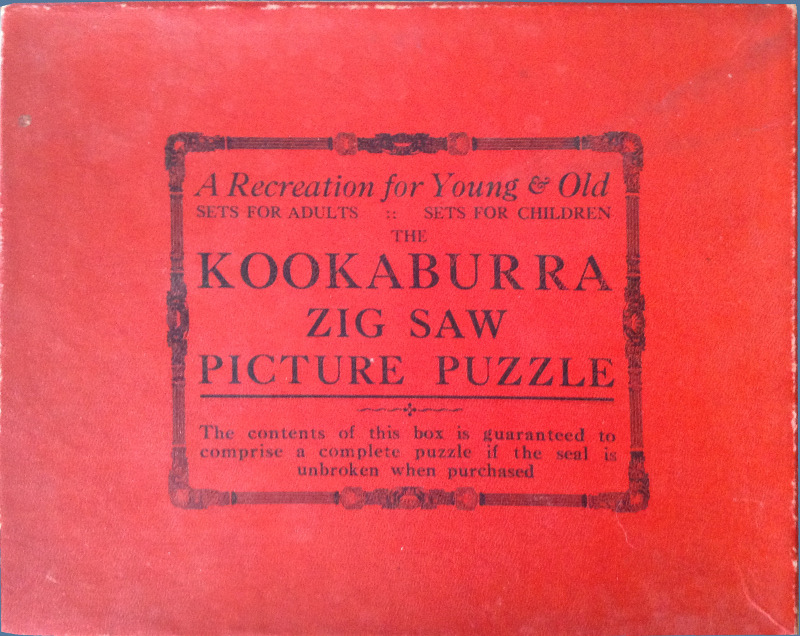 A Recreation for Young & Old
SETS FOR ADULTS :: SETS FOR CHILDREN
THE
KOOKABURRA
ZIG SAW
PICTURE PUZZLE
The contents of this box is guaranteed to
comprise a complete puzzle if the seal is
unbroken when purchased